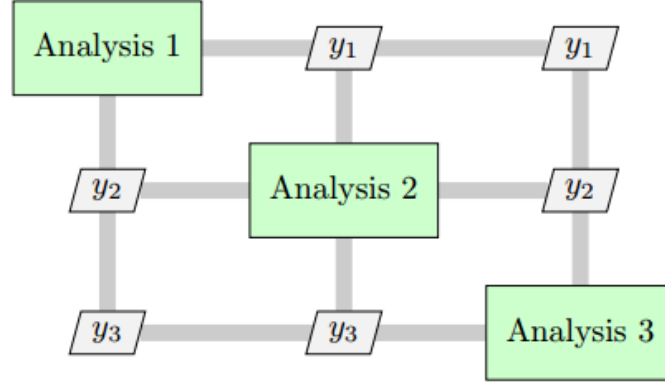 Analysis 1 y₁ y₁
y₂ Analysis 2 y₂
y₃ y₃ Analysis 3